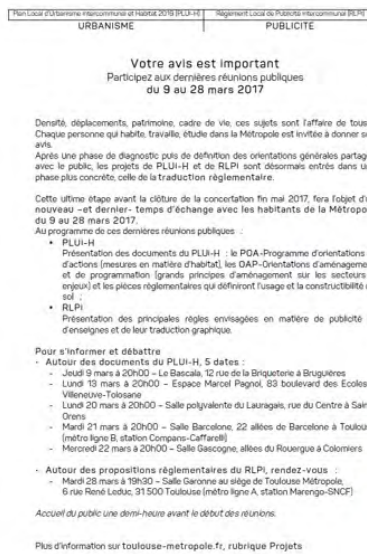 Plan Local d'Urbanisme intercommunal et Habitat 2019 (PLUi-H) Règlement Local de Publicité intercommunal (RLPi)
URBANISME PUBLICITÉ
Votre avis est important
Participez aux dernières réunions publiques
du 9 au 28 mars 2017
Densité, déplacements, patrimoine, cadre de vie, ces sujets sont l'affaire de tous
Chaque personne qui habite, travaille, étudie dans la Métropole est invitée à donner
avis.
Après une phase de diagnostic puis de définition des orientations générales
avec le public, les projets de PLUi-H et de RLPi sont désormais entrés dans
phase plus concrète, celle de la traduction règlementaire.
Cette ultime étape avant la clôture de la concertation fin mai 2017, fera l'objet
nouveau –et dernier– temps d'échange avec les habitants de la
du 9 au 28 mars 2017.
Au programme de ces dernières réunions publiques :
• PLUi-H
Présentation des documents du PLUi-H : le POA-Programme d'orientations
d'actions (mesures en matière d'habitat), les OAP-Orientations
et de programmation (grands principes d'aménagement sur les secteurs
enjeux) et les pièces règlementaires qui définiront l'usage et la constructibilité
sol ;
• RLPi
Présentation des principales règles envisagées en matière de publicité
d'enseignes et de leur traduction graphique.
Pour s'informer et débattre
- Autour des documents du PLUi-H, 5 dates :
- Jeudi 9 mars à 20h00 – Le Bascala, 12 rue de la Briqueterie à Bruguières
- Lundi 13 mars à 20h00 – Espace Marcel Pagnol, 83 boulevard des Ecoles
Villeneuve-Tolosane
- Lundi 20 mars à 20h00 – Salle polyvalente du Lauragais, rue du Centre à
Orens
- Mardi 21 mars à 20h00 – Salle Barcelone, 22 allées de Barcelone à
(métro ligne B, station Compans-Caffarelli)
- Mercredi 22 mars à 20h00 – Salle Gascogne, allées du Rouergue à Colomiers
- Autour des propositions règlementaires du RLPi, rendez-vous :
- Mardi 28 mars à 19h30 – Salle Garonne au siège de Toulouse Métropole,
6 rue René Leduc, 31 500 Toulouse (métro ligne A, station Marengo-SNCF)
Accueil du public une demi-heure avant le début des réunions.
Plus d'information sur toulouse-metropole.fr, rubrique Projets